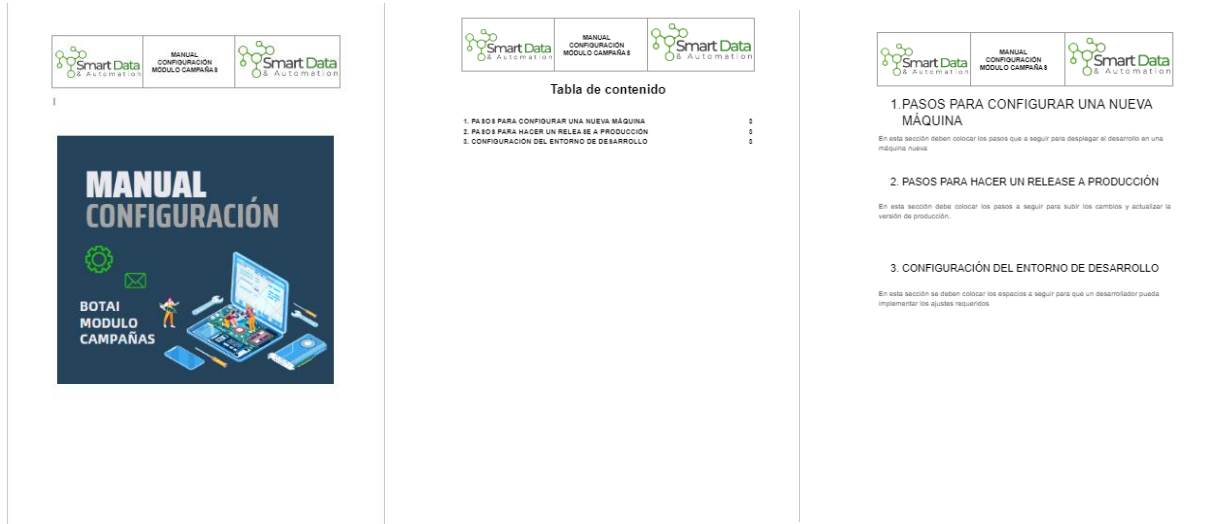 Smart Data
& Automation
MANUAL
CONFIGURACIÓN
MÓDULO CAMPAÑAS
Smart Data
& Automation
MANUAL
CONFIGURACIÓN
BOTAI
MODULO
CAMPAÑAS
Smart Data
& Automation
MANUAL
CONFIGURACIÓN
MÓDULO CAMPAÑAS
Smart Data
& Automation
Tabla de contenido
1. PASOS PARA CONFIGURAR UNA NUEVA MÁQUINA 3
2. PASOS PARA HACER UN RELEASE A PRODUCCIÓN 3
3. CONFIGURACIÓN DEL ENTORNO DE DESARROLLO 3
Smart Data
& Automation
MANUAL
CONFIGURACIÓN
MÓDULO CAMPAÑAS
Smart Data
& Automation
1. PASOS PARA CONFIGURAR UNA NUEVA
MÁQUINA
En esta sección deben colocar los pasos que a seguir para desplegar el desarrollo en una
máquina nueva
2. PASOS PARA HACER UN RELEASE A PRODUCCIÓN
En esta sección debe colocar los pasos a seguir para subir los cambios y actualizar la
versión de producción.
3. CONFIGURACIÓN DEL ENTORNO DE DESARROLLO
En esta sección se deben colocar los espacios a seguir para que un desarrollador pueda
implementar los ajustes requeridos